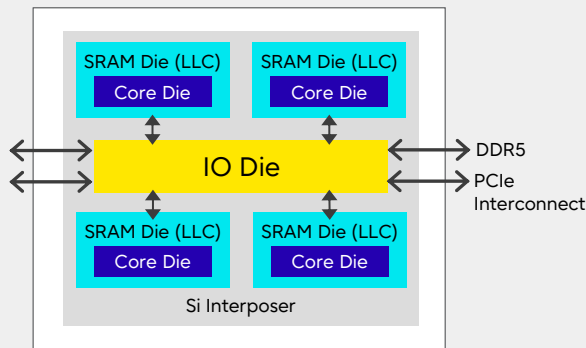 SRAM Die (LLC)
Core Die
SRAM Die (LLC)
Core Die
IO Die
DDR5
PCIe
Interconnect
SRAM Die (LLC)
Core Die
SRAM Die (LLC)
Core Die
Si Interposer